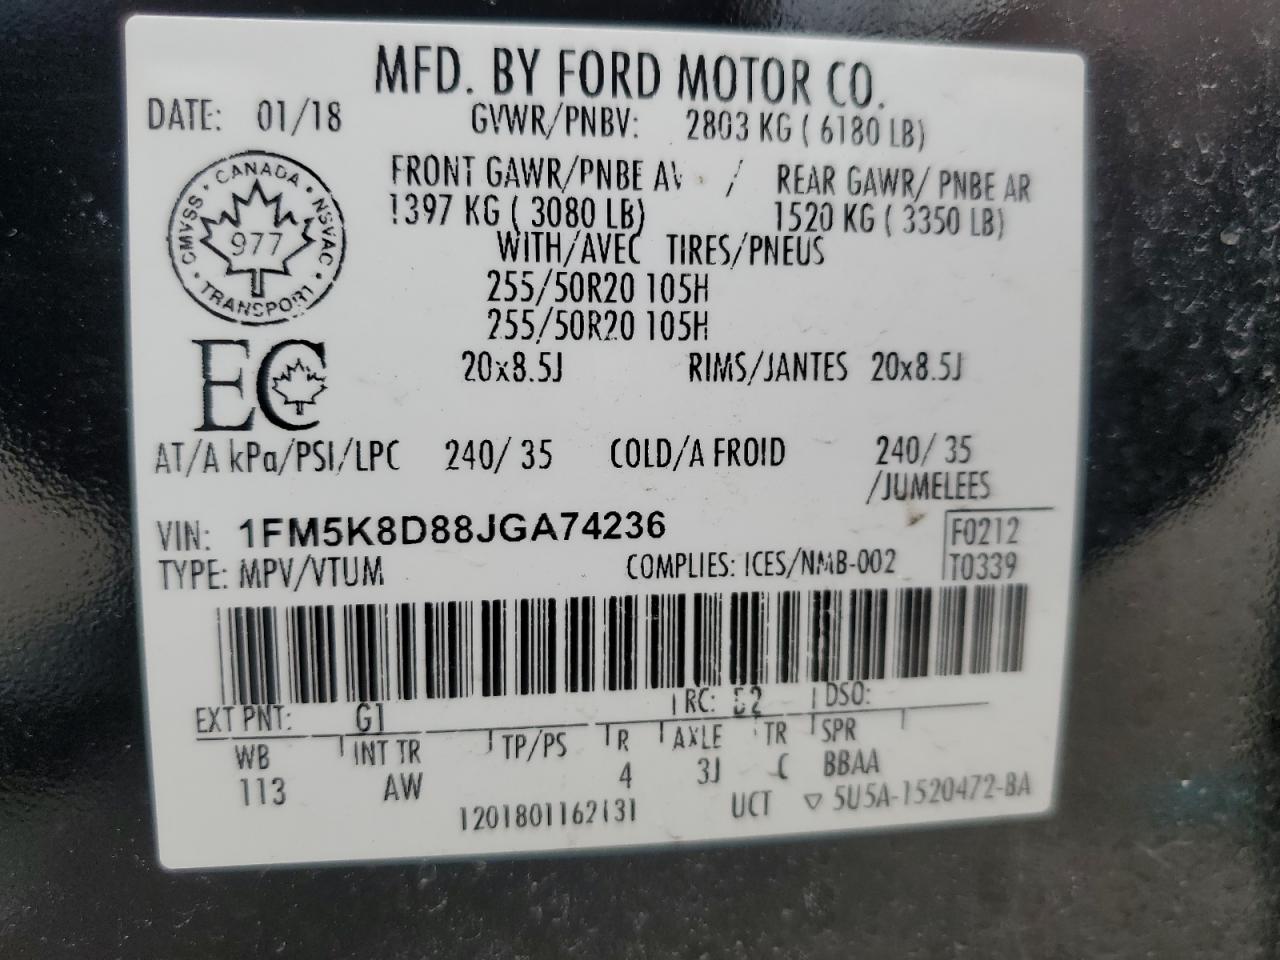 MFD. BY FORD MOTOR CO.
DATE: 01/18 GVWR/PNBV: 2803 KG ( 6180 LB)
FRONT GAWR/PNBE AV / REAR GAWR/ PNBE AR
1397 KG ( 3080 LB) 1520 KG ( 3350 LB)
WITH/AVEC TIRES/PNEUS
255/50R20 105H
255/50R20 105H
20x8.5J RIMS/JANTES 20x8.5J
CANADA
CMVSS · NSVAC
977
TRANSPORT
EC
AT/A kPa/PSI/LPC 240/ 35 COLD/A FROID 240/ 35
/JUMELEES
VIN: 1FM5K8D88JGA74236 F0212
TYPE: MPV/VTUM COMPLIES: ICES/NMB-002 T0339
EXT PNT: G1 RC: DSO:
WB INT TR TP/PS R AXLE TR SPR
113 AW 4 3J C BBAA
1201801162131 UCT ▽ 5U5A-1520472-BA